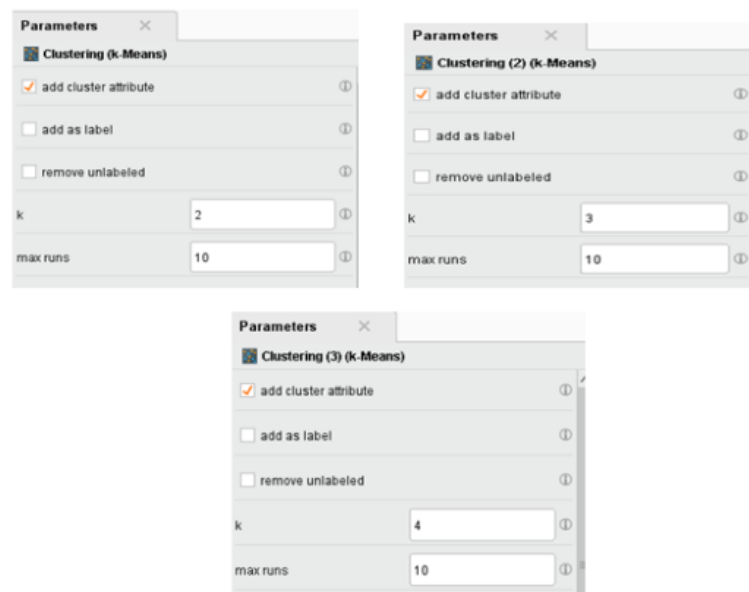 Parameters
Clustering (k-Means)
add cluster attribute
add as label
remove unlabeled
k 2
max runs 10
Parameters
Clustering (2) (k-Means)
add cluster attribute
add as label
remove unlabeled
k 3
max runs 10
Parameters
Clustering (3) (k-Means)
add cluster attribute
add as label
remove unlabeled
k 4
max runs 10